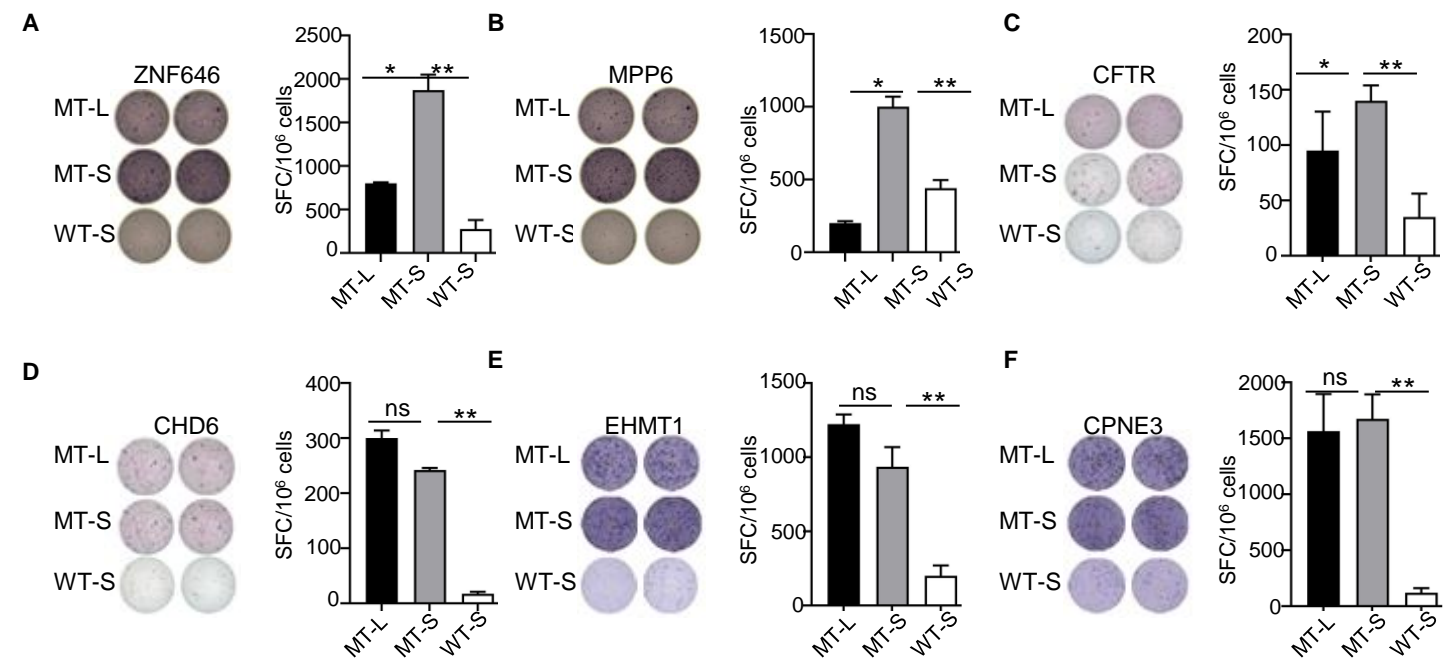 A
ZNF646
MT-L
MT-S
WT-S
SFC/10⁶ cells
2500
2000
1500
1000
500
0
* **
MT-L
MT-S
WT-S
B
MPP6
MT-L
MT-S
WT-S
SFC/10⁶ cells
1500
1000
500
0
* **
MT-L
MT-S
WT-S
C
CFTR
MT-L
MT-S
WT-S
SFC/10⁶ cells
200
150
100
50
0
* **
MT-L
MT-S
WT-S
D
CHD6
MT-L
MT-S
WT-S
SFC/10⁶ cells
400
300
200
100
0
ns **
MT-L
MT-S
WT-S
E
EHMT1
MT-L
MT-S
WT-S
SFC/10⁶ cells
1500
1000
500
0
ns **
MT-L
MT-S
WT-S
F
CPNE3
MT-L
MT-S
WT-S
SFC/10⁶ cells
2000
1500
1000
500
0
ns **
MT-L
MT-S
WT-S